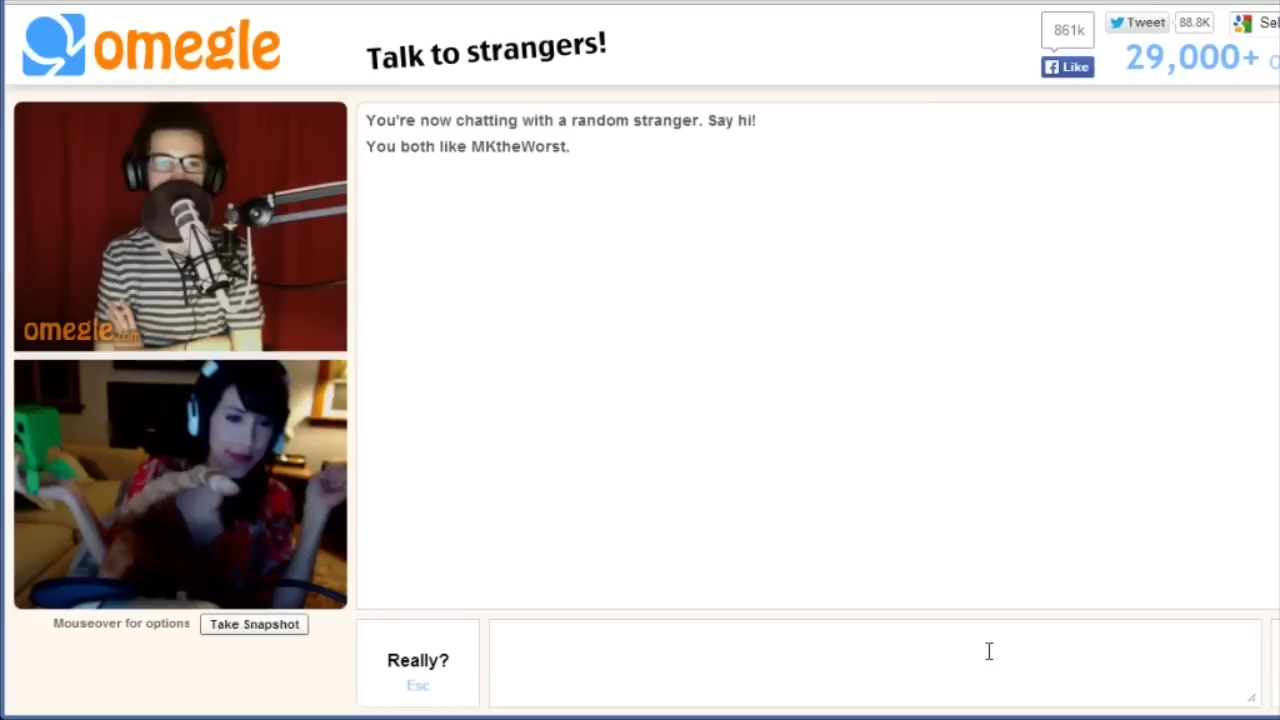 omegle
Talk to strangers!
861k
Like
Tweet
88.8K
29,000+
You're now chatting with a random stranger. Say hi!
You both like MKtheWorst.
omegle.com
Mouseover for options
Take Snapshot
Really?
Esc